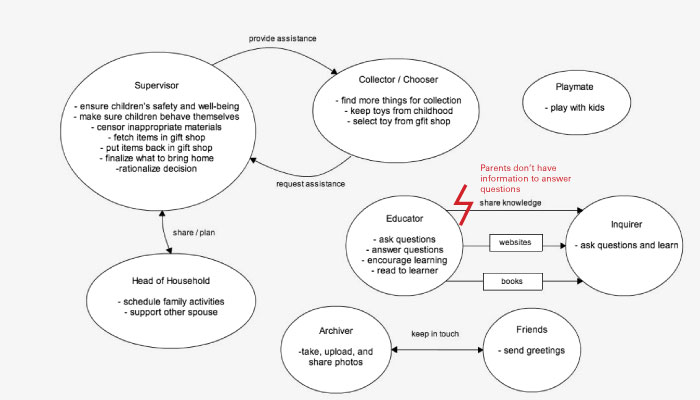 provide assistance
Supervisor
- ensure children's safety and well-being
- make sure children behave themselves
- censor inappropriate materials
- fetch items in gift shop
- put items back in gift shop
- finalize what to bring home
-rationalize decision
Collector / Chooser
- find more things for collection
- keep toys from childhood
- select toy from gfit shop
Playmate
- play with kids
request assistance
Parents don't have
information to answer
questions
share knowledge
Educator
- ask questions
- answer questions
- encourage learning
- read to learner
websites
books
Inquirer
- ask questions and learn
share / plan
Head of Household
- schedule family activities
- support other spouse
Archiver
-take, upload, and
share photos
keep in touch
Friends
- send greetings